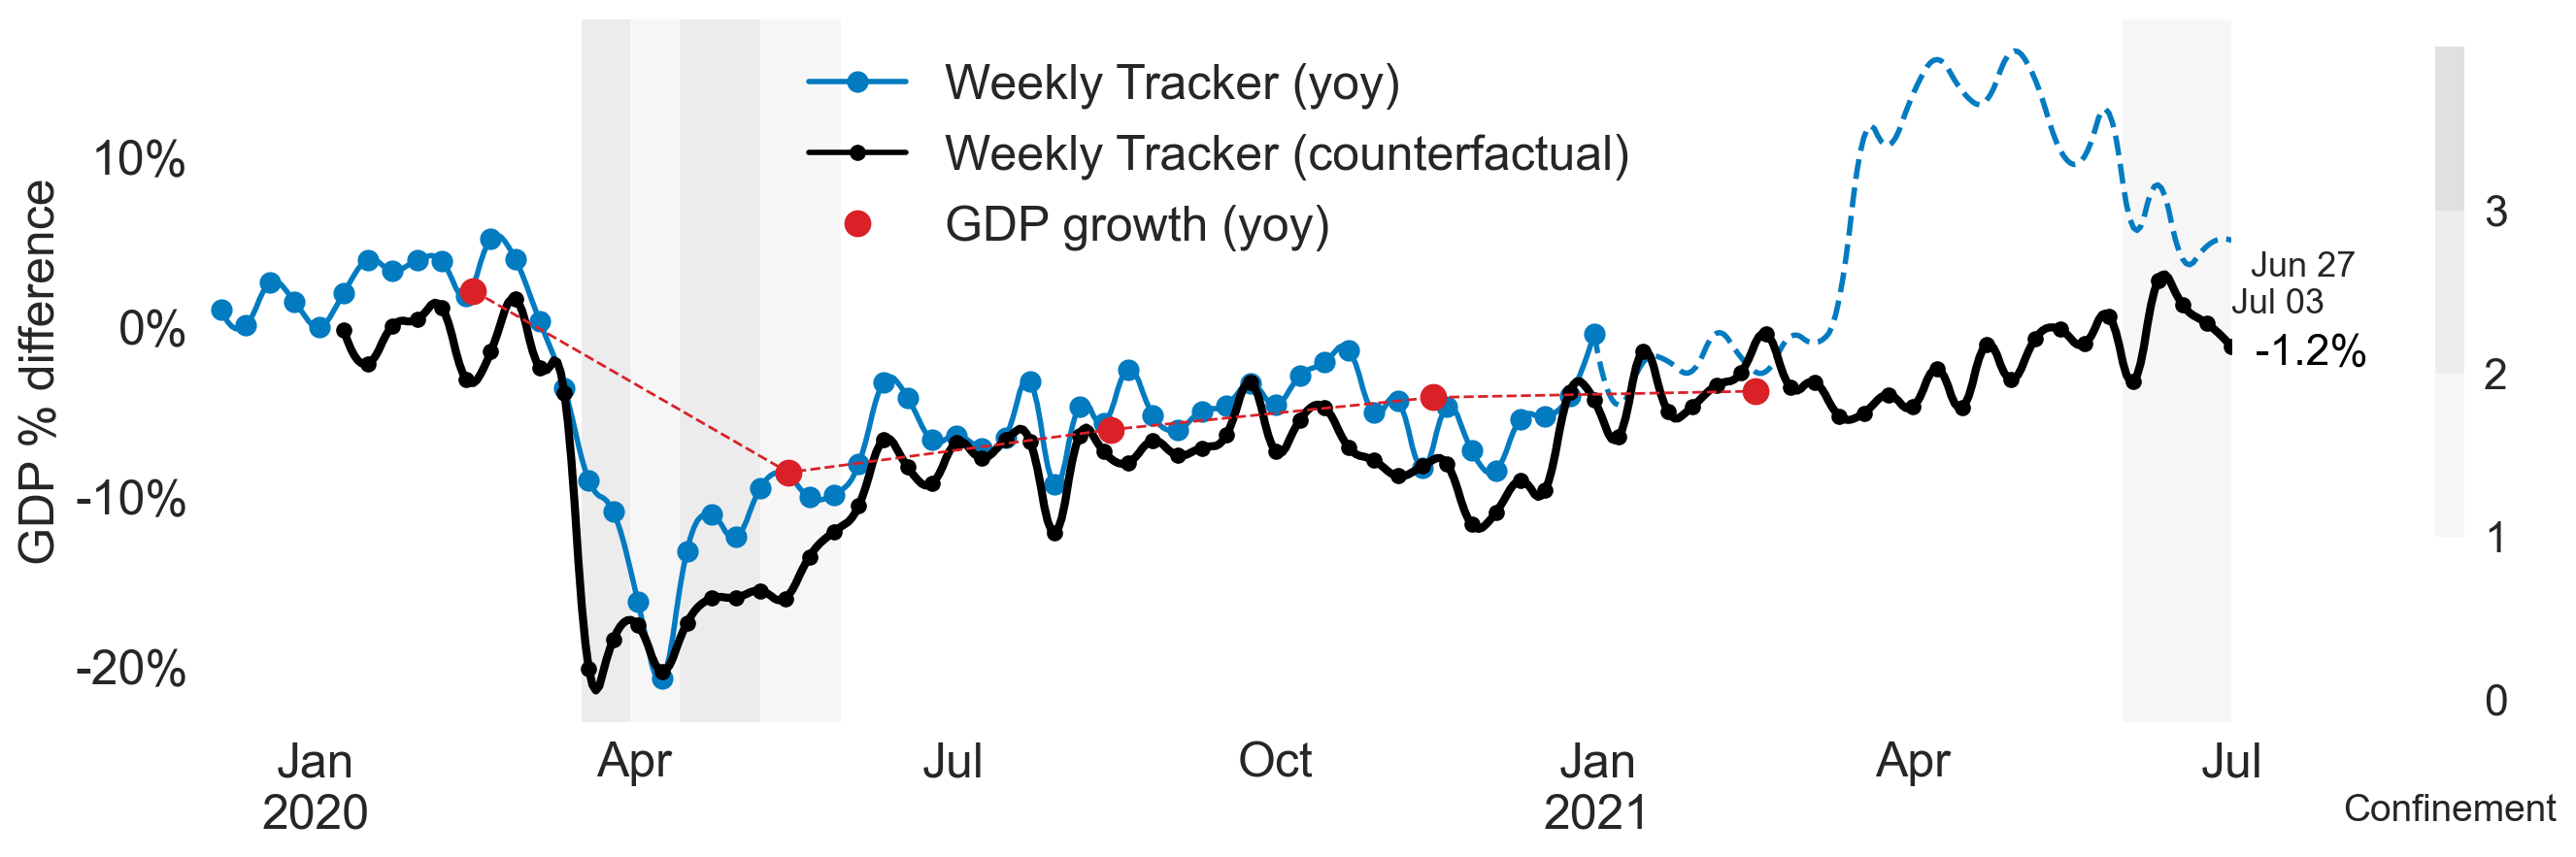 Weekly Tracker (yoy)
Weekly Tracker (counterfactual)
GDP growth (yoy)
GDP % difference
10%
0%
-10%
-20%
Jun 27
Jul 03
-1.2%
3
2
1
0
Jan
2020
Apr
Jul
Oct
Jan
2021
Apr
Jul
Confinement